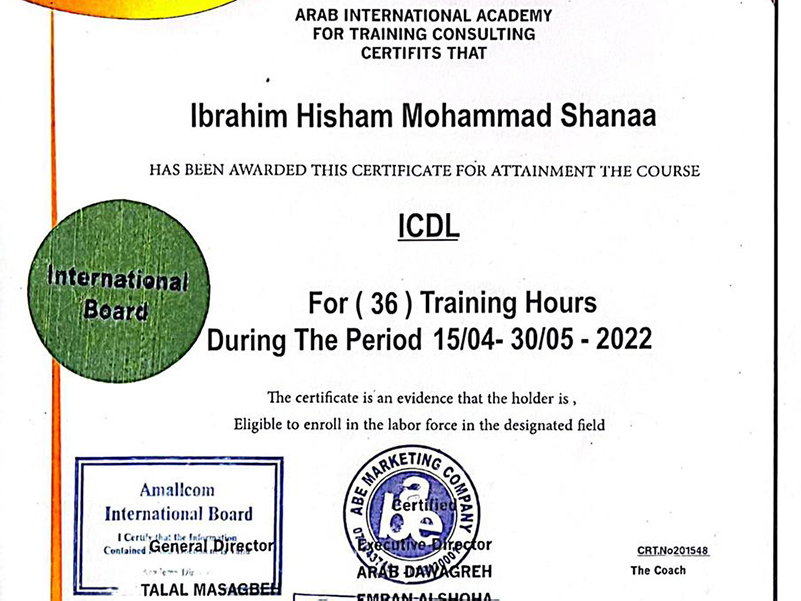 ARAB INTERNATIONAL ACADEMY
FOR TRAINING CONSULTING
CERTIFITS THAT
Ibrahim Hisham Mohammad Shanaa
HAS BEEN AWARDED THIS CERTIFICATE FOR ATTAINMENT THE COURSE
ICDL
International
Board
For ( 36 ) Training Hours
During The Period 15/04- 30/05 - 2022
The certificate is an evidence that the holder is ,
Eligible to enroll in the labor force in the designated field
Amallcom
International Board
I Certify that the Information
Contained
General Director
TALAL MASAGBEH
ABE MARKETING COMPANY
abe
Certified
Executive Director
ARAB DAWAGREH
EMRAN ALSHOHA
CRT.No201548
The Coach